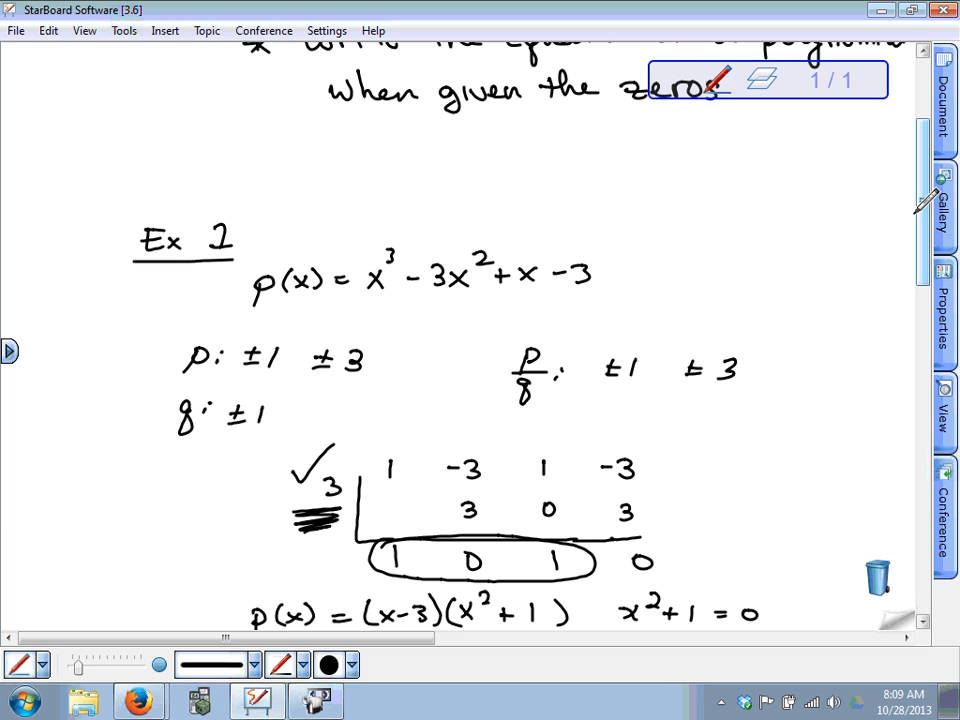 StarBoard Software [3.6]
File Edit View Tools Insert Topic Conference Settings Help
when given the zeros
1 / 1
Document
Gallery
Properties
View
Conference
Ex 1
p(x) = x³ - 3x² + x - 3
p: ±1 ±3
p/q: ±1 ±3
q: ±1
✓ 3 | 1 -3 1 -3
3 0 3
1 0 1 0
p(x) = (x-3)(x² + 1) x² + 1 = 0
8:09 AM
10/28/2013